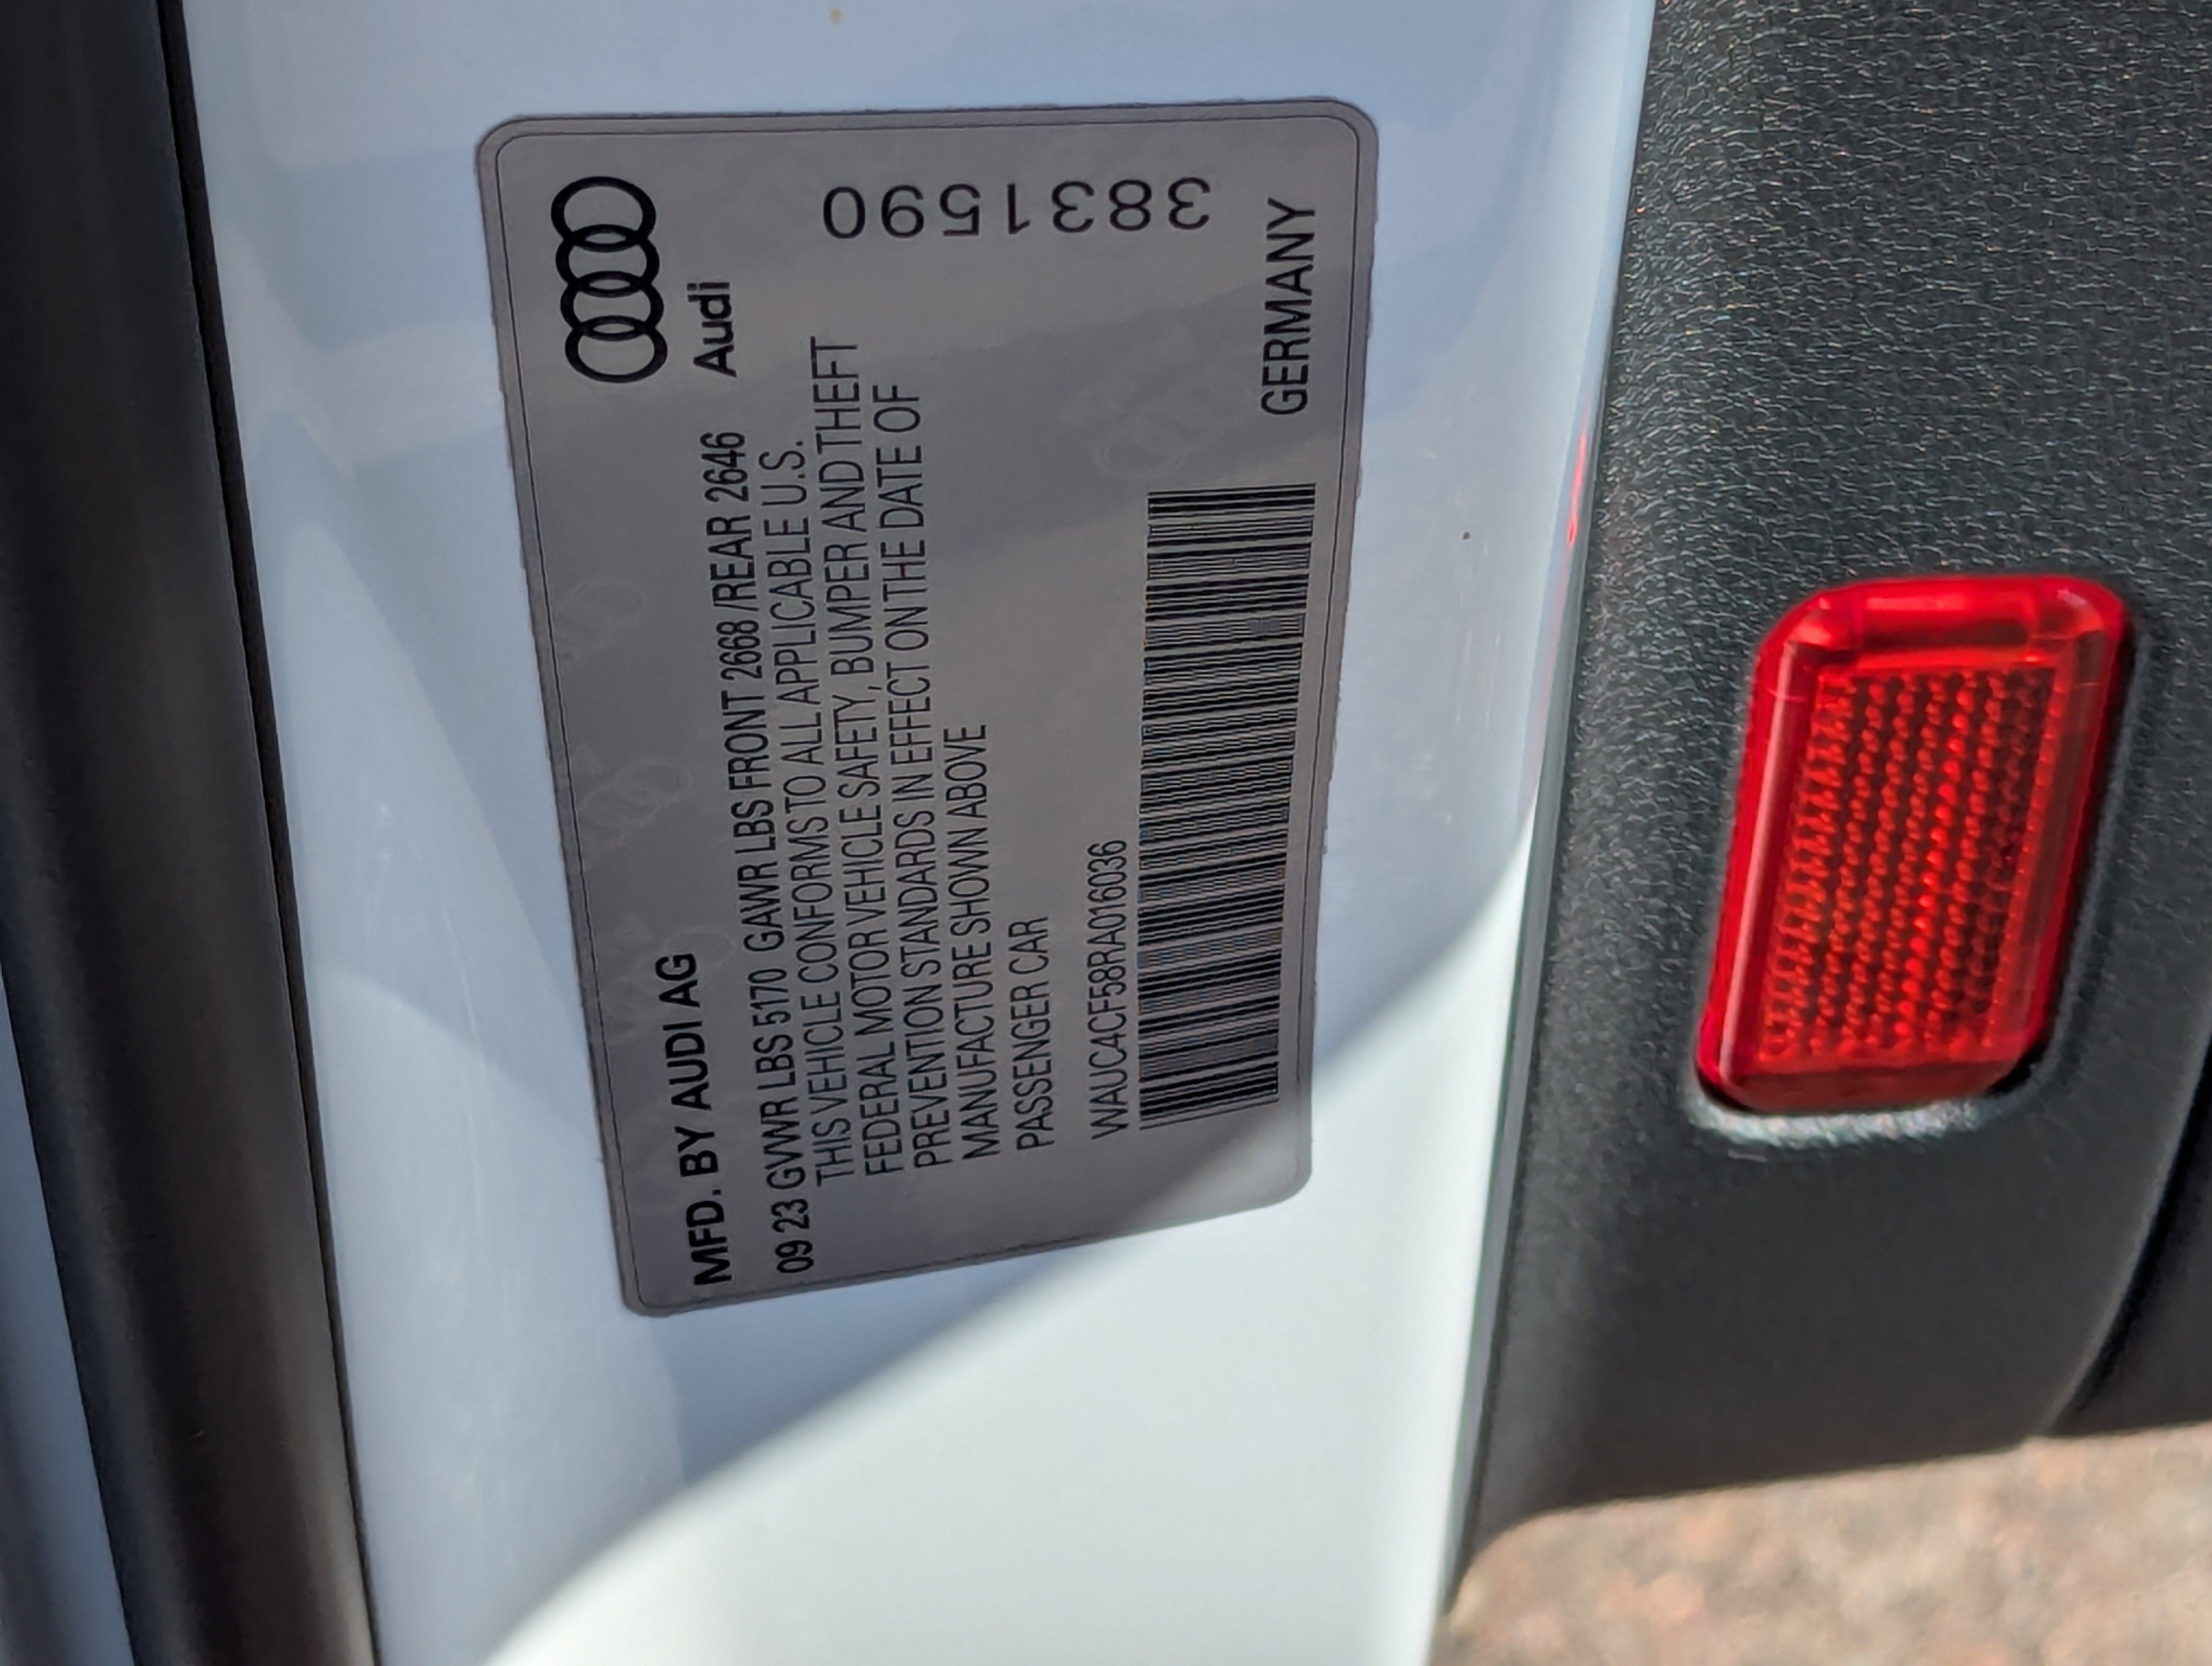 MFD. BY AUDI AG
09 23 GVWR LBS 5170 GAWR LBS FRONT 2668 /REAR 2646
THIS VEHICLE CONFORMS TO ALL APPLICABLE U.S.
FEDERAL MOTOR VEHICLE SAFETY, BUMPER AND THEFT
PREVENTION STANDARDS IN EFFECT ON THE DATE OF
MANUFACTURE SHOWN ABOVE
PASSENGER CAR
WAUC4CF58RA016036
Audi
3831590
GERMANY